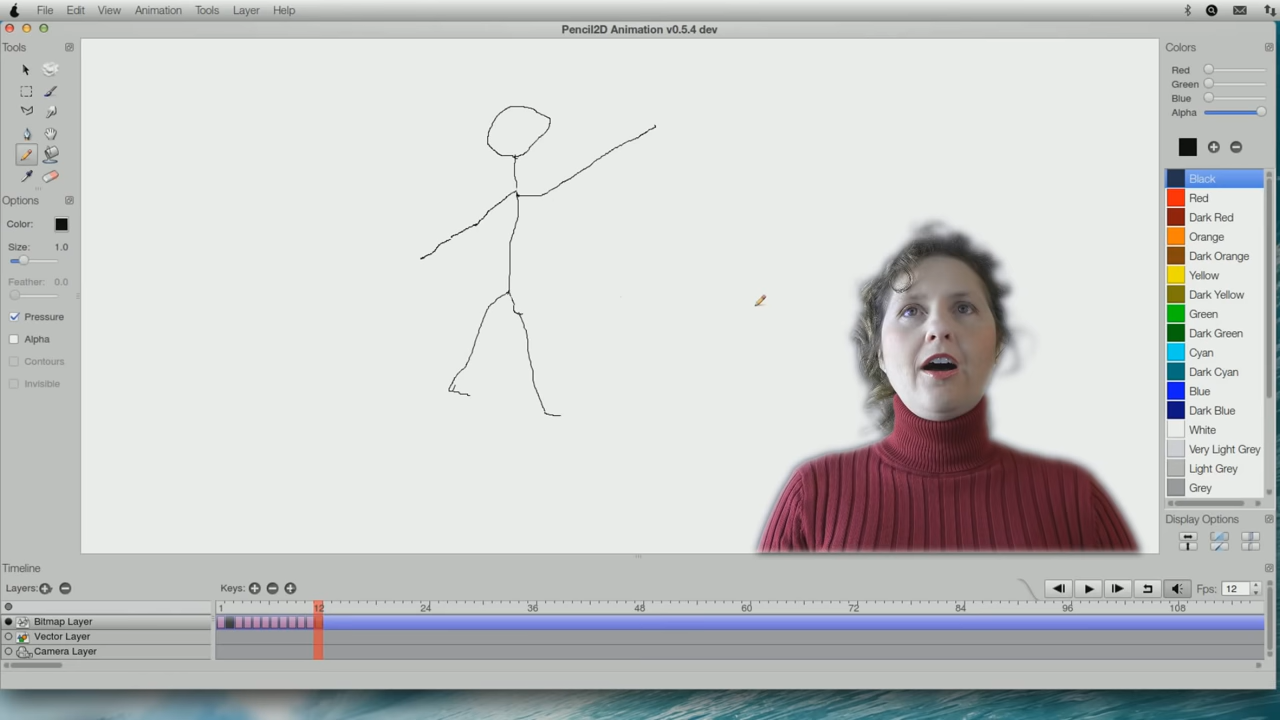 File Edit View Animation Tools Layer Help
Pencil2D Animation v0.5.4 dev
Tools
Options
Color:
Size: 1.0
Feather: 0.0
Pressure
Alpha
Contours
Invisible
Colors
Red
Green
Blue
Alpha
Black
Red
Dark Red
Orange
Dark Orange
Yellow
Dark Yellow
Green
Dark Green
Cyan
Dark Cyan
Blue
Dark Blue
White
Very Light Grey
Light Grey
Grey
Display Options
Timeline
Layers: Keys: Fps: 12
1 12 24 36 48 60 72 84 96 108
Bitmap Layer
Vector Layer
Camera Layer